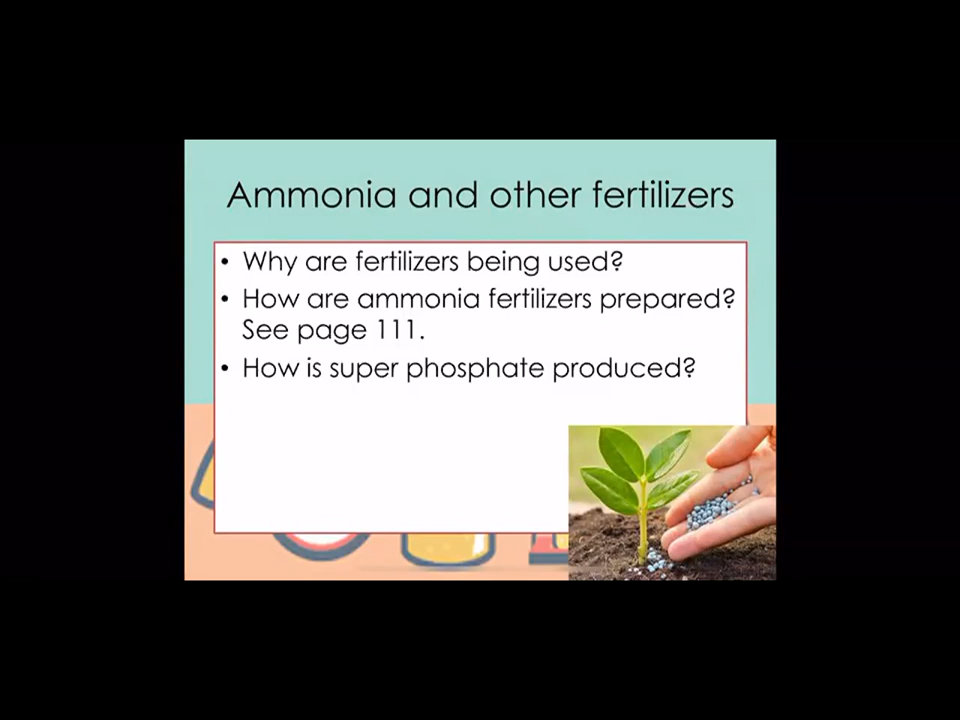 Ammonia and other fertilizers
• Why are fertilizers being used?
• How are ammonia fertilizers prepared?
See page 111.
• How is super phosphate produced?